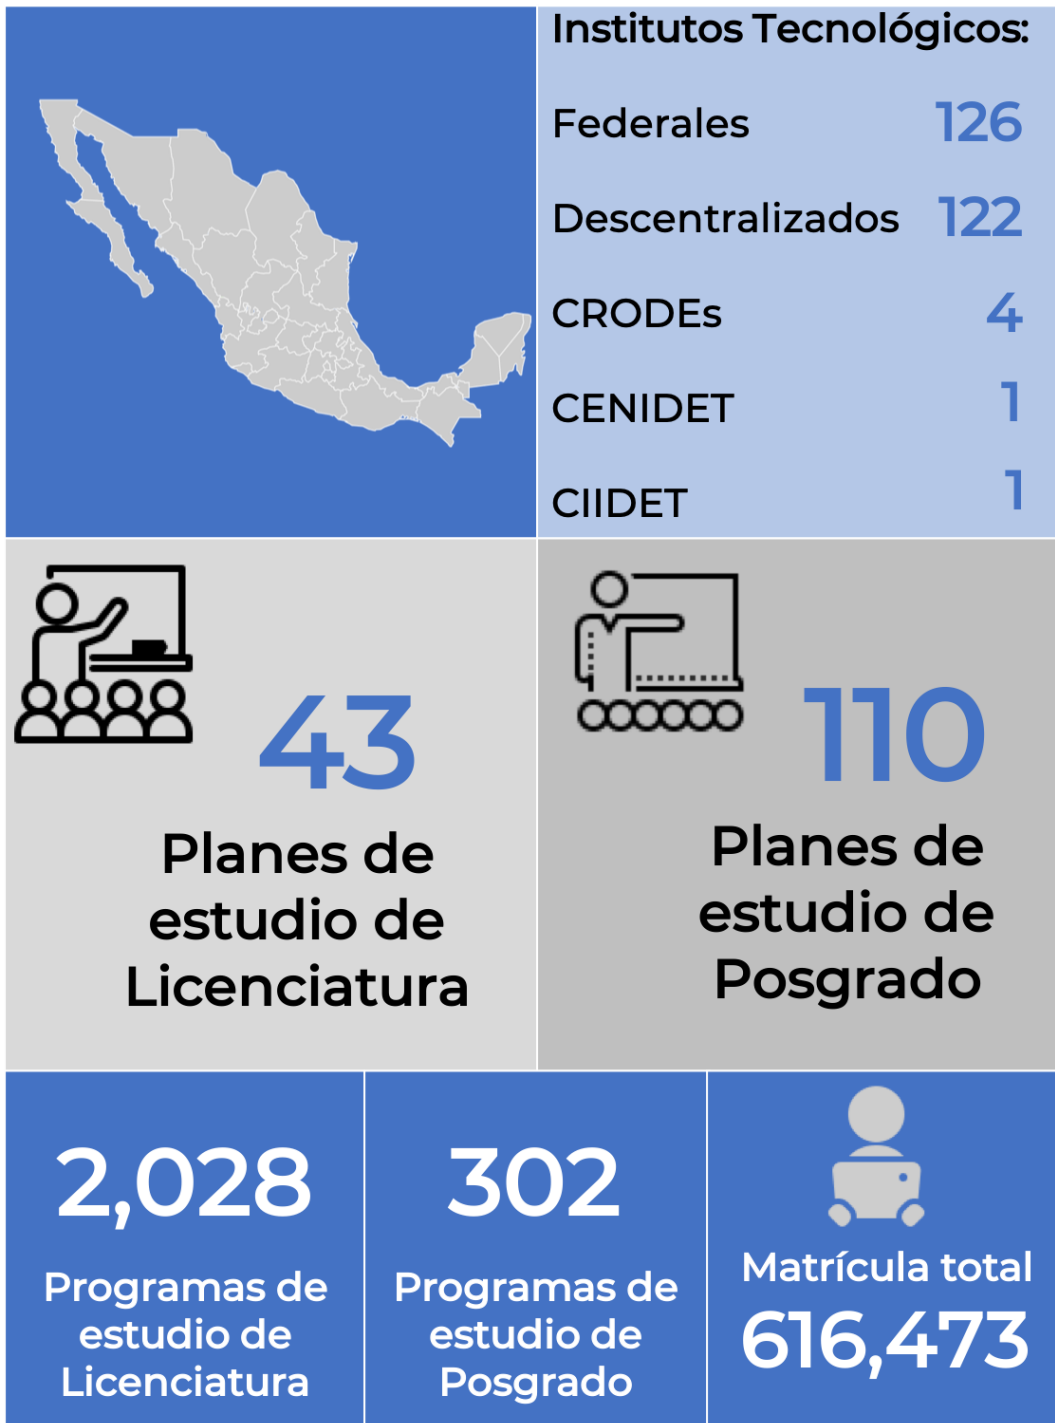 Institutos Tecnológicos:
Federales 126
Descentralizados 122
CRODEs 4
CENIDET 1
CIIDET 1
43
Planes de
estudio de
Licenciatura
110
Planes de
estudio de
Posgrado
2,028
Programas de
estudio de
Licenciatura
302
Programas de
estudio de
Posgrado
Matrícula total
616,473